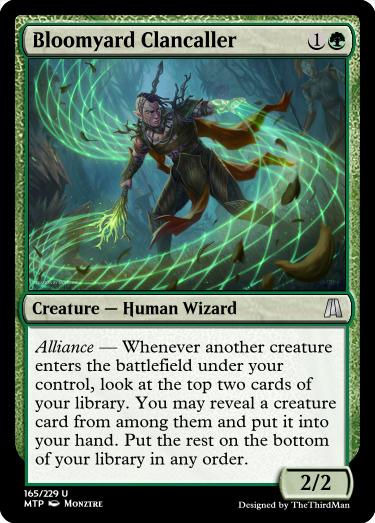 Bloomyard Clancaller 1
Creature — Human Wizard
Alliance — Whenever another creature
enters the battlefield under your
control, look at the top two cards of
your library. You may reveal a creature
card from among them and put it into
your hand. Put the rest on the bottom
of your library in any order.
2/2
165/229 U
MTP Monztre
Designed by TheThirdMan